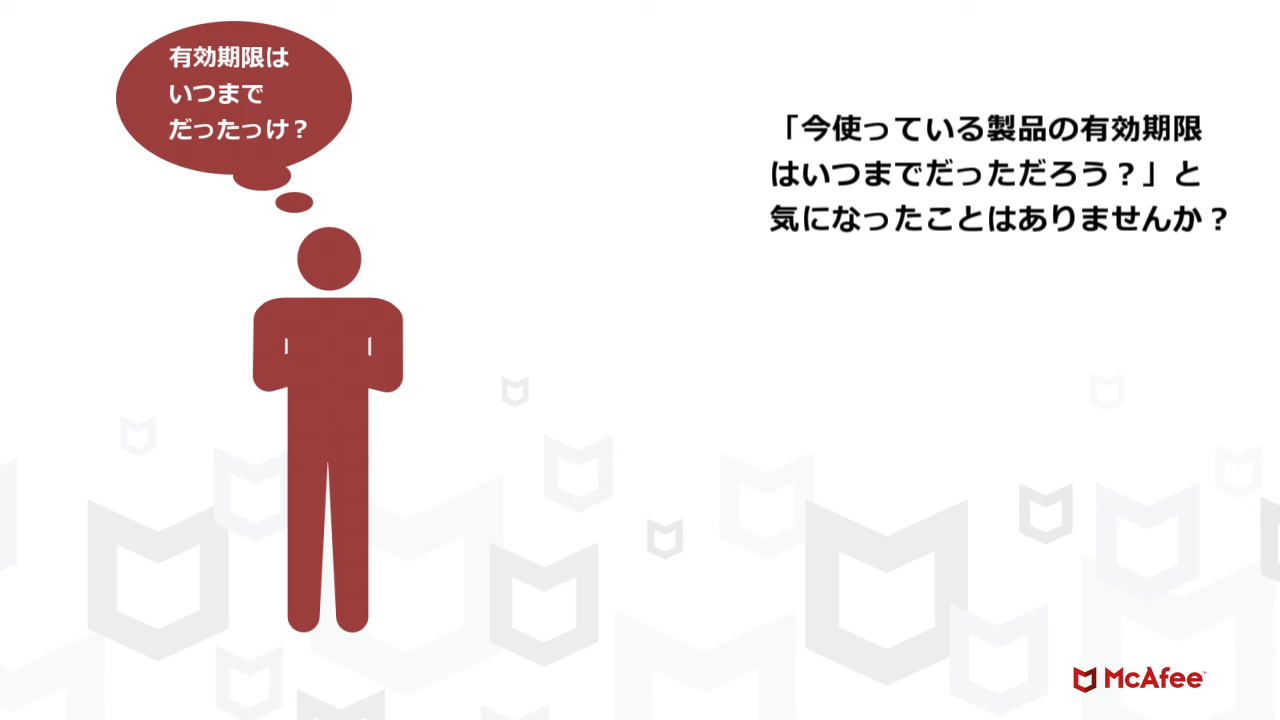 有効期限は
いつまで
だったっけ？
「今使っている製品の有効期限
はいつまでだっただろう？」と
気になったことはありませんか？
McAfee™